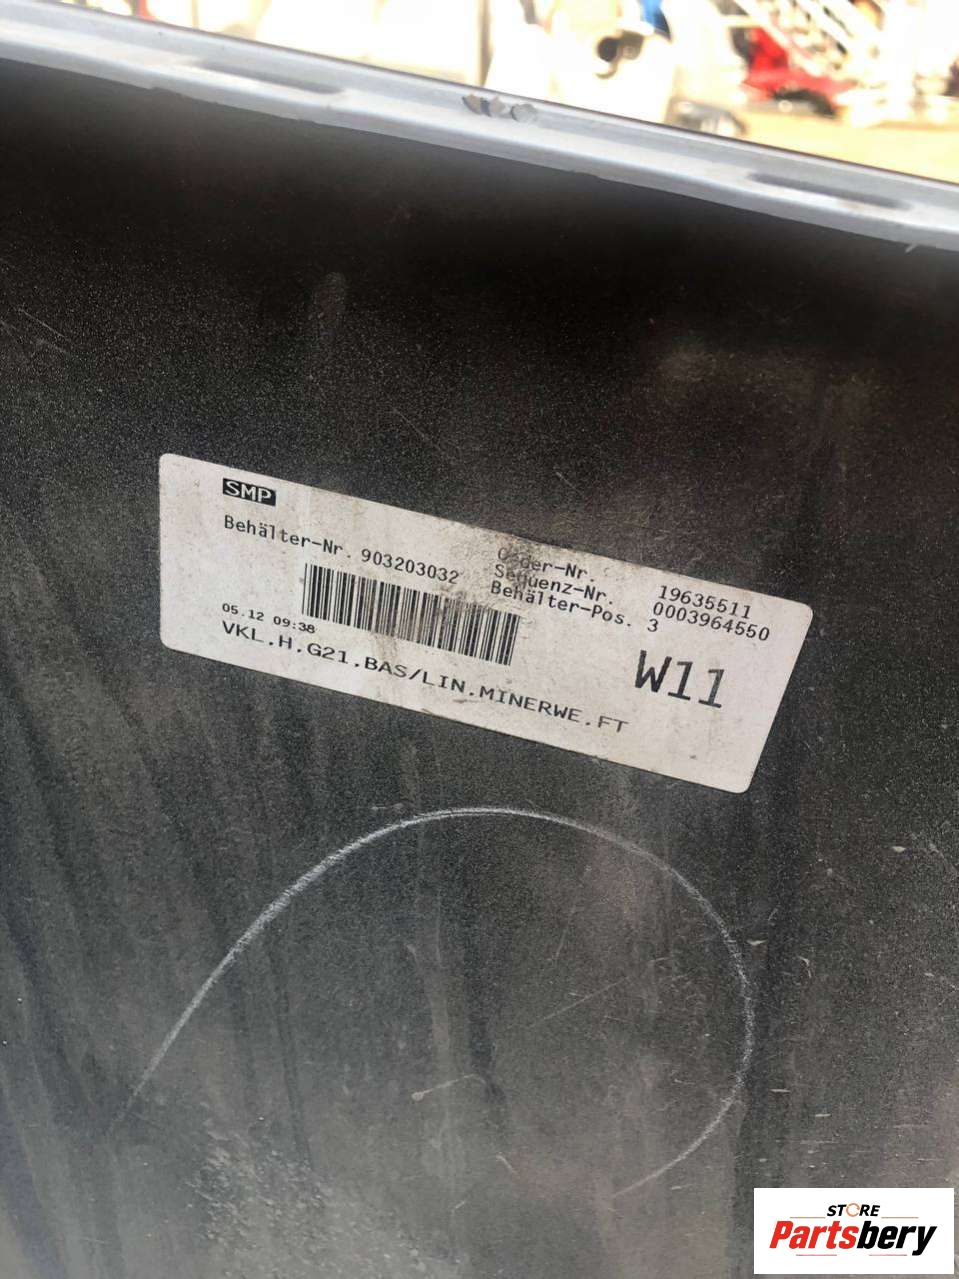 SMP
Behälter-Nr. 903203032
Order-Nr. 19635511
Sequenz-Nr. 0003964550
Behälter-Pos. 3
05.12 09:38
W11
VKL.H.G21.BAS/LIN.MINERWE.FT
STORE
Partsbery